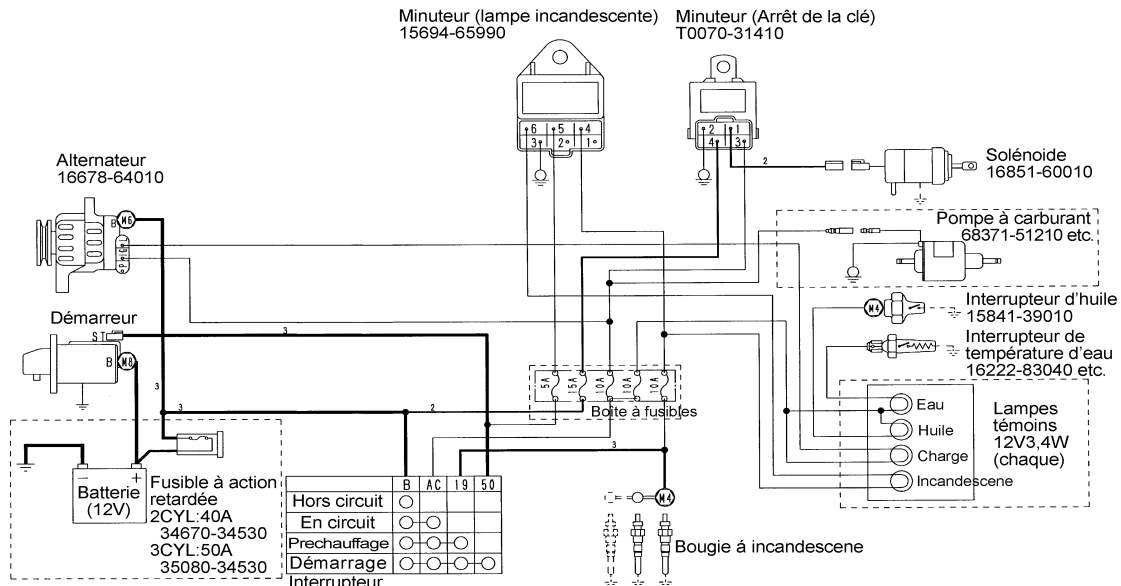 Minuteur (lampe incandescente)
15694-65990
Minuteur (Arrêt de la clé)
T0070-31410
6 5 4
3 2 1
2 1
4 3
2
Solénoide
16851-60010
Alternateur
16678-64010
B M6
Pompe à carburant
68371-51210 etc.
Démarreur
ST
3
B M8
M4
Interrupteur d'huile
15841-39010
Interrupteur de
température d'eau
16222-83040 etc.
3
3
2
5A 15A 10A 10A 10A
Boîte à fusibles
3
Eau
Huile
Charge
Incandescene
Lampes
témoins
12V3,4W
(chaque)
− +
Batterie
(12V)
Fusible à action
retardée
2CYL:40A
34670-34530
3CYL:50A
35080-34530
B AC 19 50
Hors circuit
En circuit
Prechauffage
Démarrage
Interrupteur
M4
Bougie á incandescene